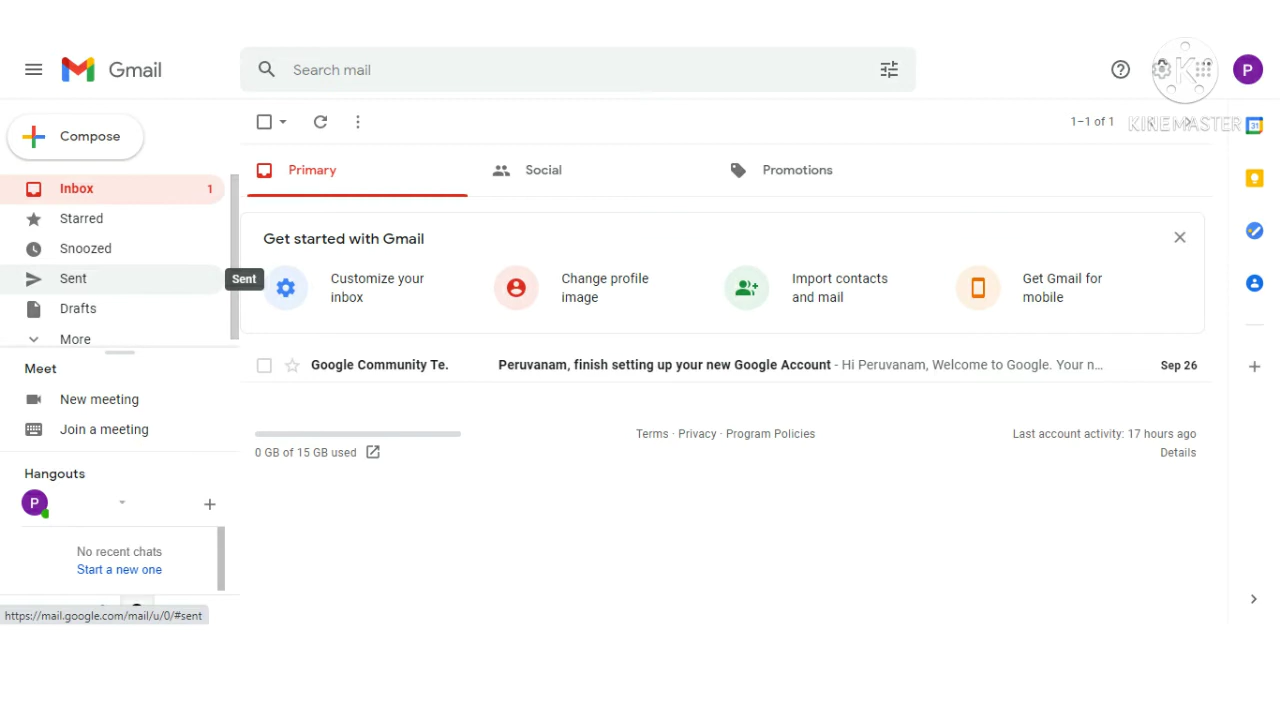 Gmail
Search mail
P
KINEMASTER
Compose
1–1 of 1
31
Primary
Social
Promotions
Inbox 1
Starred
Snoozed
Sent
Drafts
More
Sent
Get started with Gmail
Customize your
inbox
Change profile
image
Import contacts
and mail
Get Gmail for
mobile
Google Community Te. Peruvanam, finish setting up your new Google Account - Hi Peruvanam, Welcome to Google. Your n... Sep 26
Meet
New meeting
Join a meeting
0 GB of 15 GB used
Terms · Privacy · Program Policies
Last account activity: 17 hours ago
Details
Hangouts
P
No recent chats
Start a new one
https://mail.google.com/mail/u/0/#sent